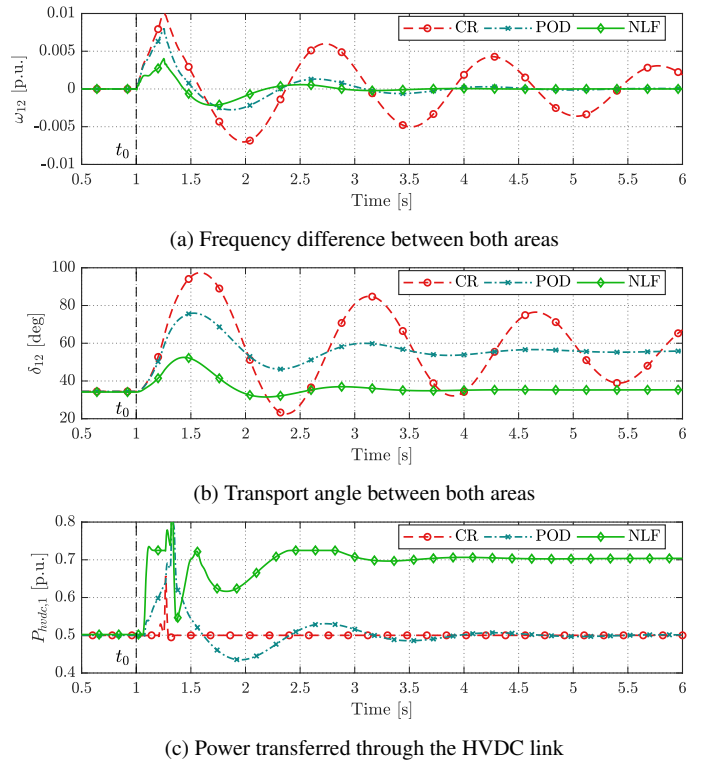 0.01
0.005
0
-0.005
-0.01
ω12 [p.u.]
CR POD NLF
t0
0.5 1 1.5 2 2.5 3 3.5 4 4.5 5 5.5 6
Time [s]
(a) Frequency difference between both areas
100
80
60
40
20
δ12 [deg]
CR POD NLF
t0
0.5 1 1.5 2 2.5 3 3.5 4 4.5 5 5.5 6
Time [s]
(b) Transport angle between both areas
0.8
0.7
0.6
0.5
0.4
Phvdc,1 [p.u.]
CR POD NLF
t0
0.5 1 1.5 2 2.5 3 3.5 4 4.5 5 5.5 6
Time [s]
(c) Power transferred through the HVDC link